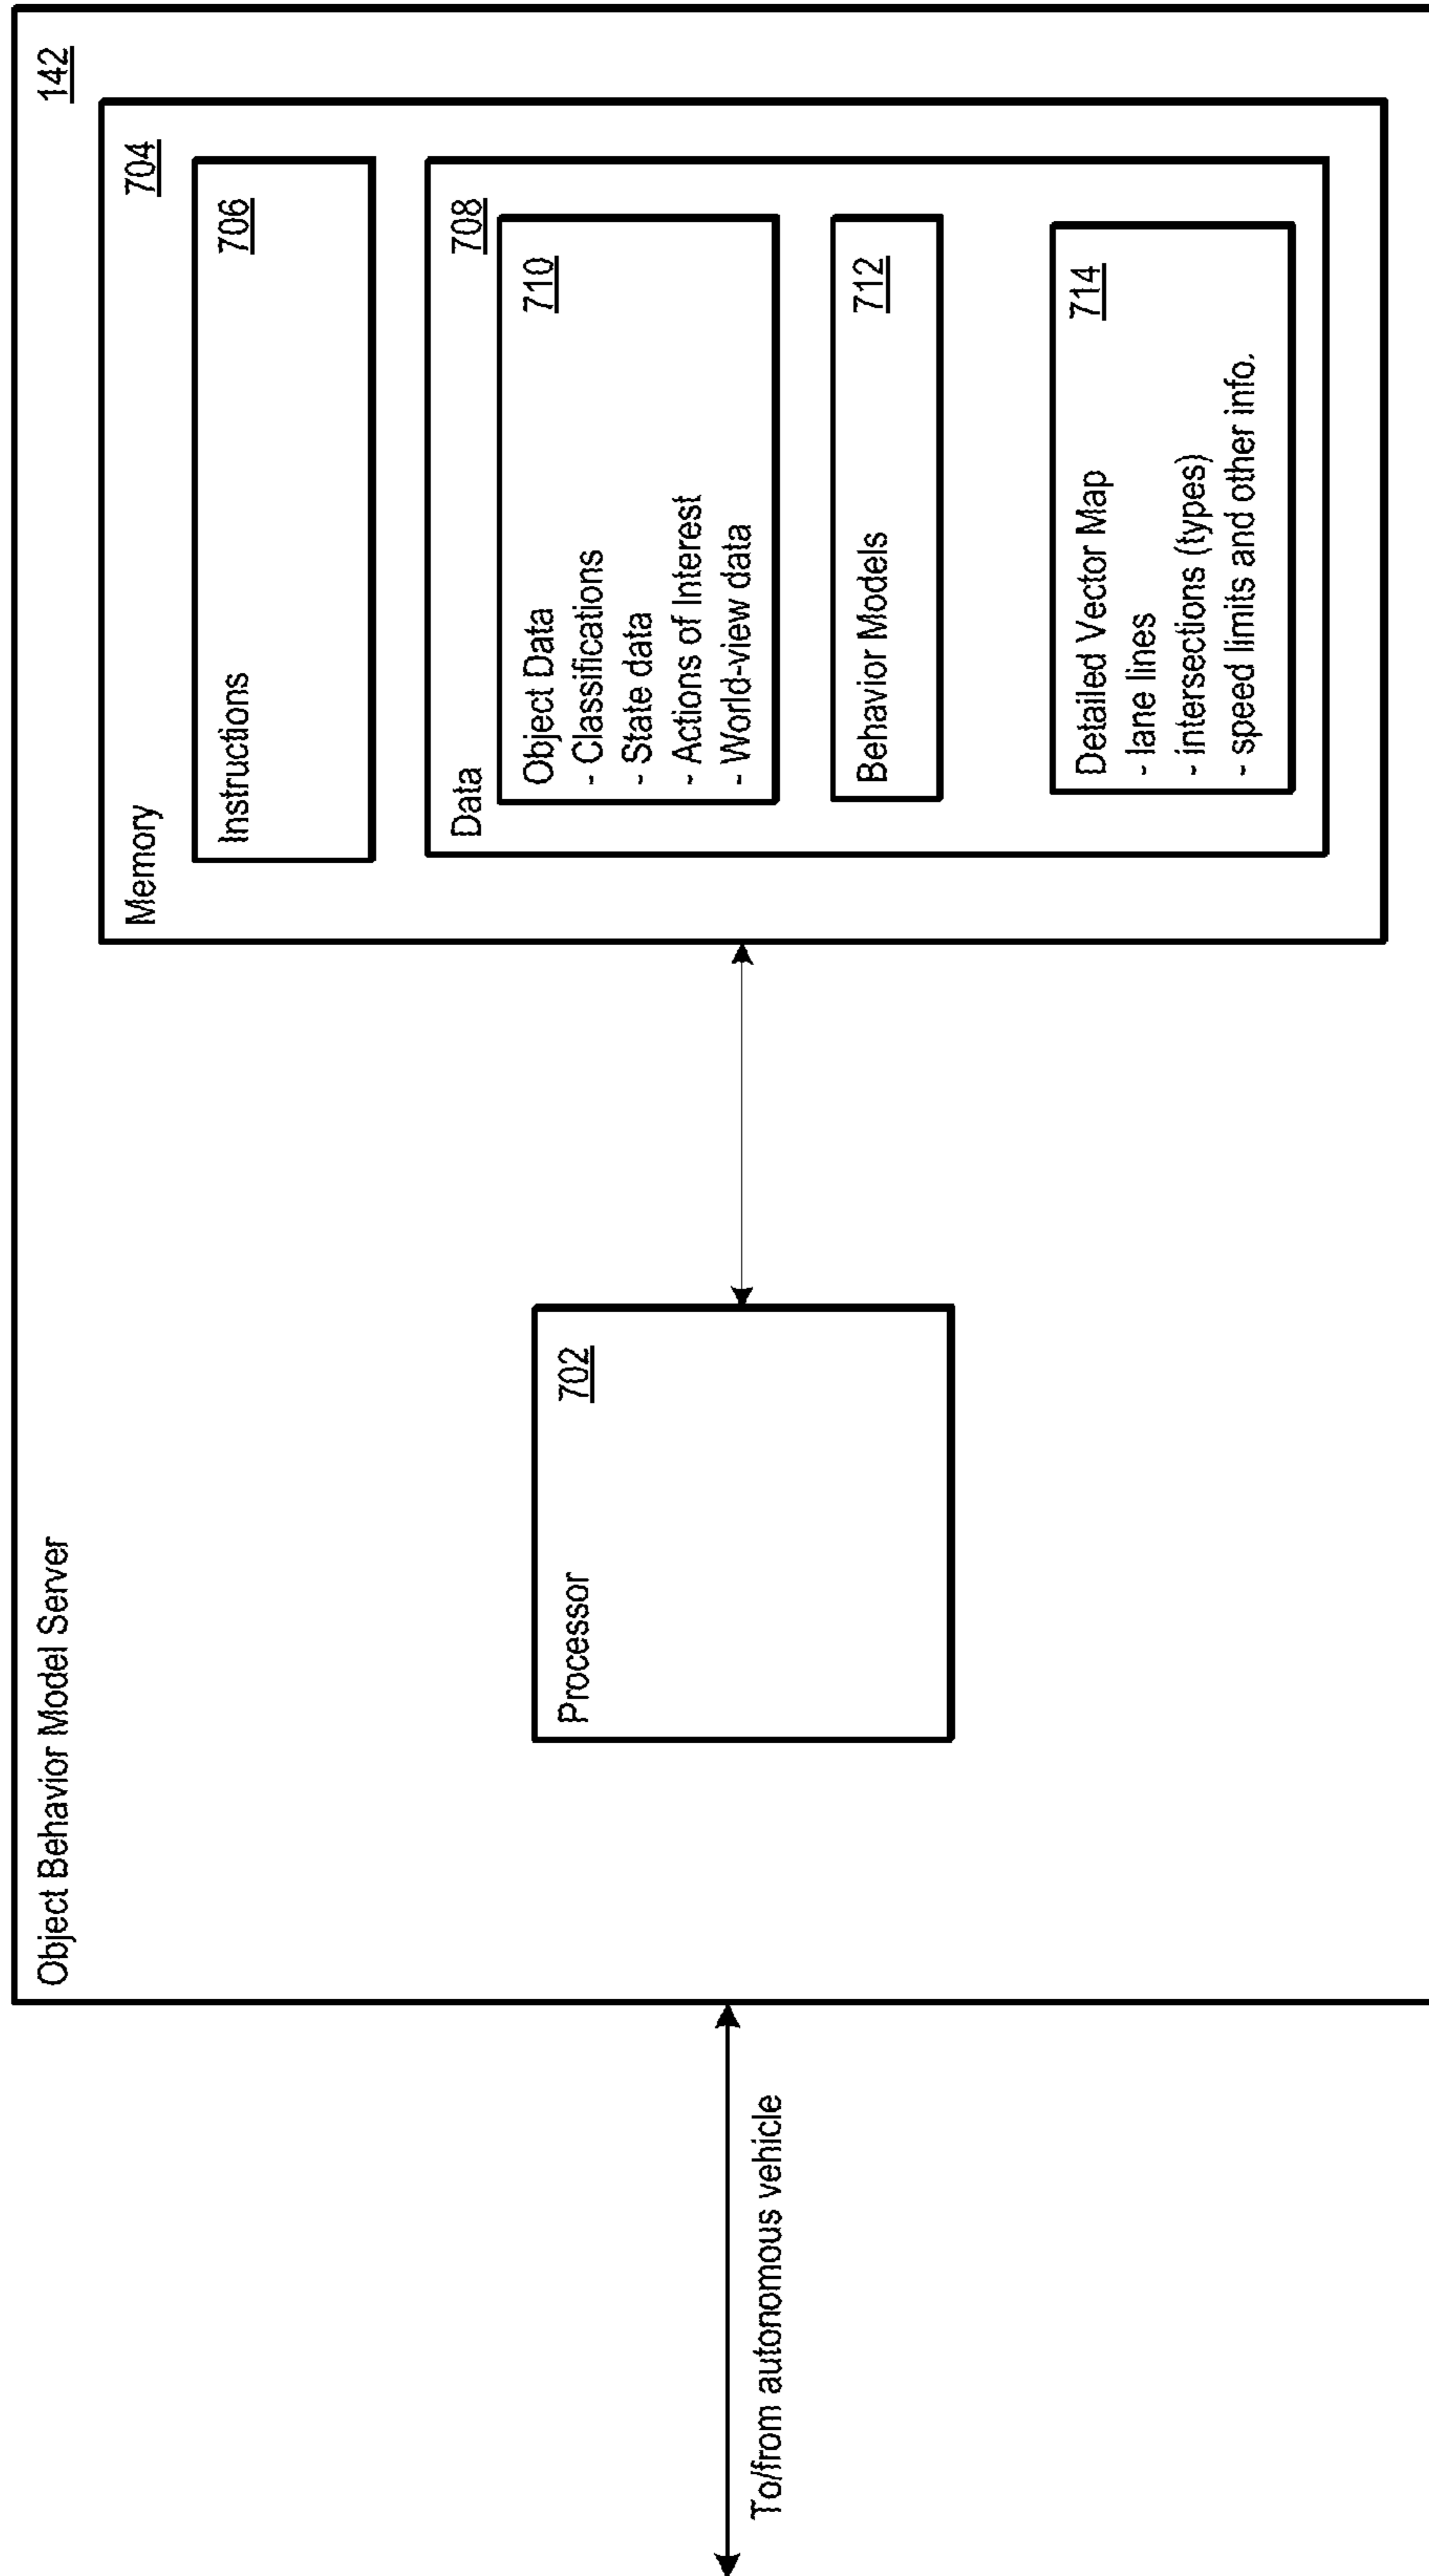 Object Behavior Model Server
142
Memory
704
Instructions
706
Data
708
Object Data
710
- Classifications
- State data
- Actions of Interest
- World-view data
Behavior Models
712
Detailed Vector Map
714
- lane lines
- intersections (types)
- speed limits and other info.
Processor
702
To/from autonomous vehicle